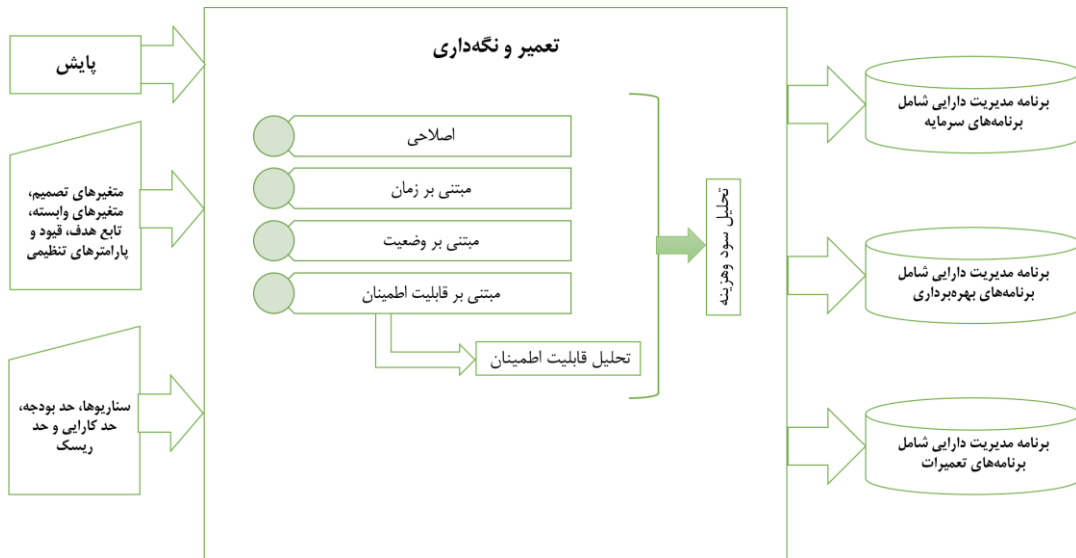 تعمیر و نگه‌داری
پایش
متغیرهای تصمیم،
متغیرهای وابسته،
تابع هدف، قیود و
پارامترهای تنظیمی
سناریوها، حد بودجه،
حد کارایی و حد
ریسک
اصلاحی
مبتنی بر زمان
مبتنی بر وضعیت
مبتنی بر قابلیت اطمینان
تحلیل قابلیت اطمینان
تحلیل سود وهزینه
برنامه مدیریت دارایی شامل
برنامه‌های سرمایه
برنامه مدیریت دارایی شامل
برنامه‌های بهره‌برداری
برنامه مدیریت دارایی شامل
برنامه‌های تعمیرات